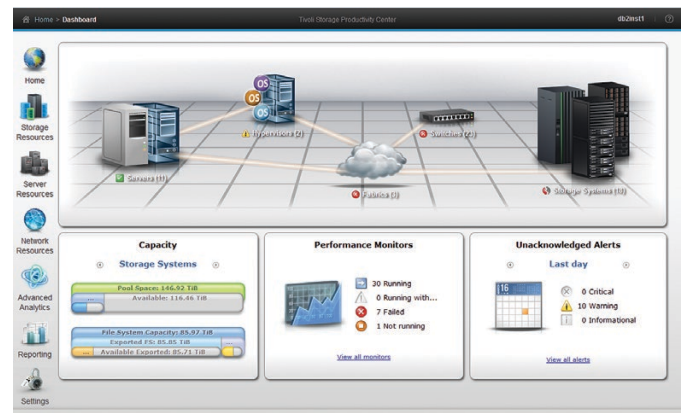 Home > Dashboard
Tivoli Storage Productivity Center
db2inst1
Home
Storage
Resources
Server
Resources
Network
Resources
Advanced
Analytics
Reporting
Settings
OS
OS
OS
Hypervisors (2)
Switches (23)
Servers (11)
Fabrics (3)
Storage Systems (13)
Capacity
Storage Systems
Pool Space: 146.92 TiB
...
Available: 116.46 TiB
File System Capacity: 85.97 TiB
Exported FS: 85.85 TiB
...
... Available Exported: 85.71 TiB
Performance Monitors
30 Running
0 Running with...
7 Failed
1 Not running
View all monitors
Unacknowledged Alerts
Last day
16
0 Critical
10 Warning
0 Informational
View all alerts